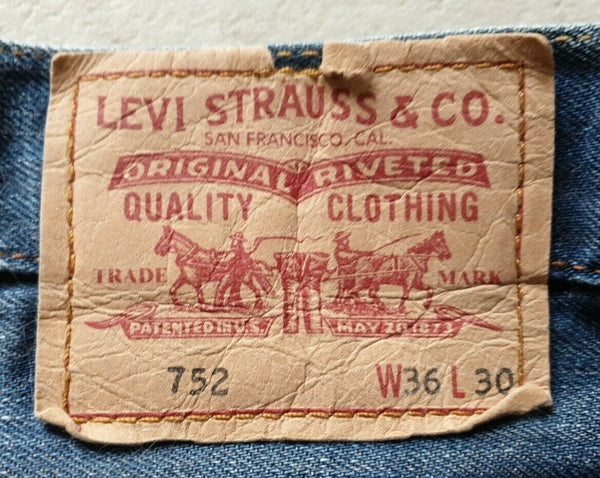 LEVI STRAUSS & CO.
SAN FRANCISCO, CAL.
ORIGINAL RIVETED
QUALITY CLOTHING
TRADE MARK
PATENTED IN U.S. MAY 20 1873
752 W36 L 30